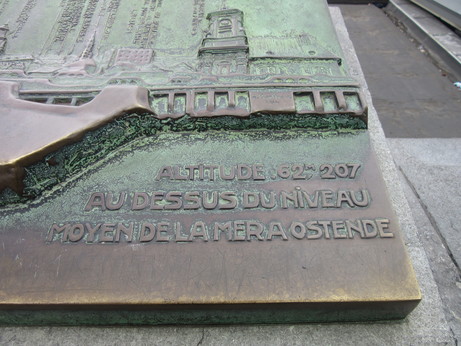 ALTITUDE :62m 207
AU DESSUS DU NIVEAU
MOYEN DE LA MER A OSTENDE